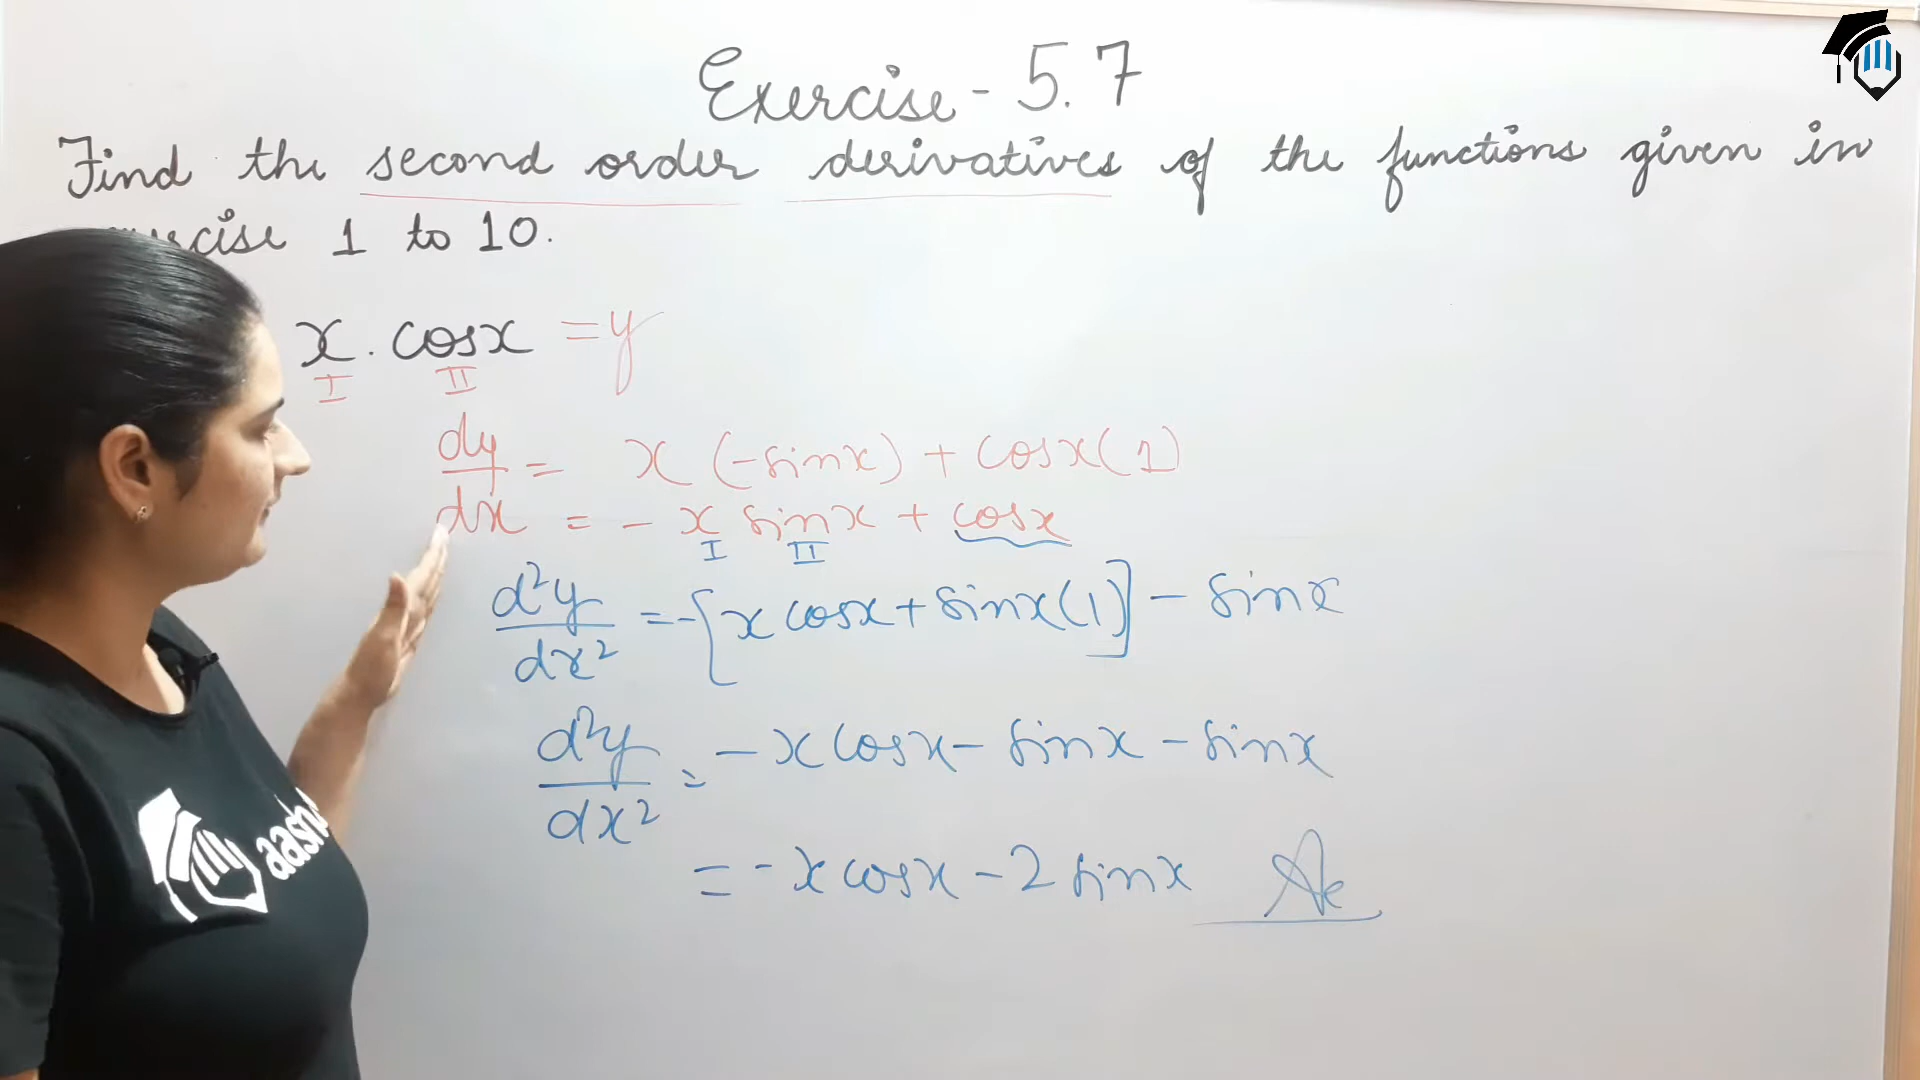 Exercise - 5.7
Find the second order derivatives of the functions given in
exercise 1 to 10.
x . cosx = y
I II
dy/dx = x (-sinx) + cosx(1)
= - x sinx + cosx
I II
d²y/dx² = -[x cosx + sinx(1)] - sinx
d²y/dx² = -x cosx - sinx - sinx
= -x cosx - 2 sinx